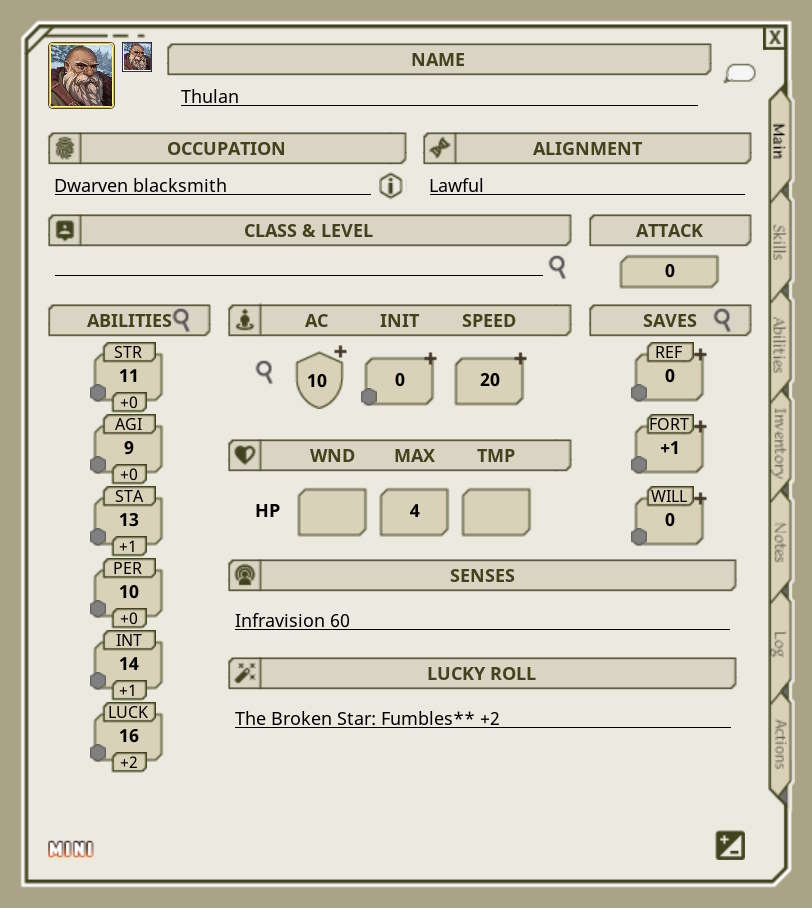 X
NAME
Thulan
OCCUPATION
ALIGNMENT
Dwarven blacksmith
Lawful
CLASS & LEVEL
ATTACK
0
ABILITIES
AC INIT SPEED
SAVES
STR
11
+0
AGI
9
+0
STA
13
+1
PER
10
+0
INT
14
+1
LUCK
16
+2
10 0 20
WND MAX TMP
HP 4
SENSES
Infravision 60
LUCKY ROLL
The Broken Star: Fumbles** +2
REF
0
FORT
+1
WILL
0
Main
Skills
Abilities
Inventory
Notes
Log
Actions
MINI